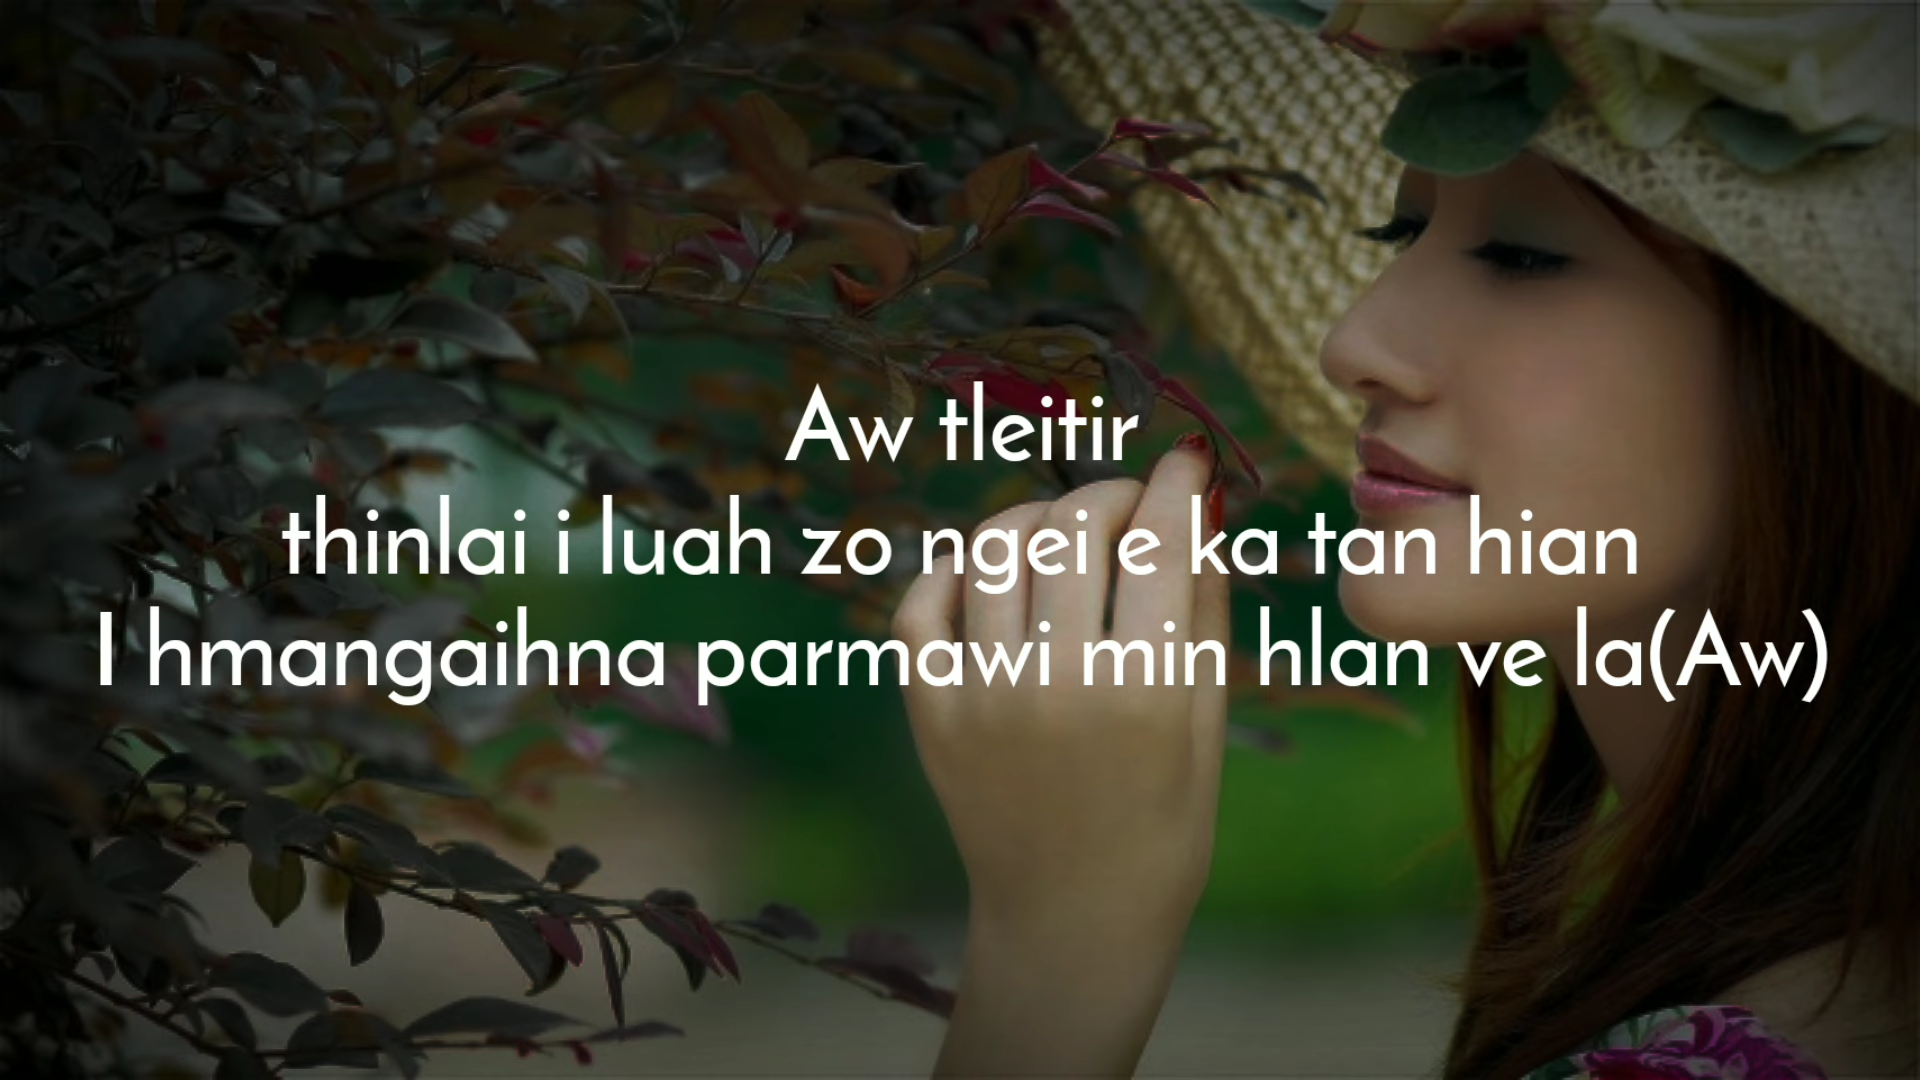 Aw tleitir
thinlai i luah zo ngei e ka tan hian
I hmangaihna parmawi min hlan ve la(Aw)